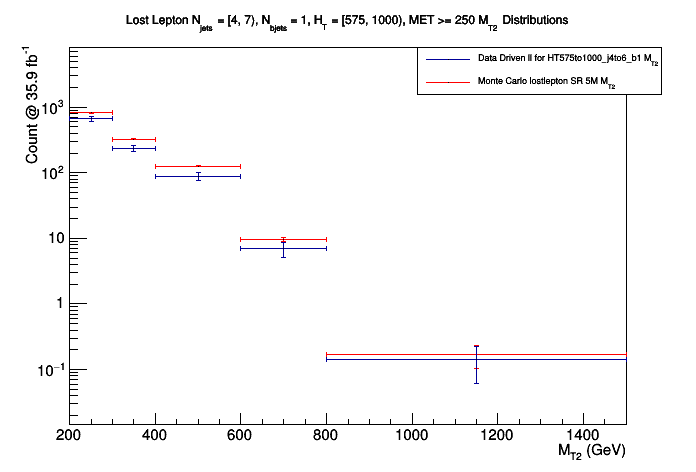 Lost Lepton N_jets = [4, 7), N_bjets = 1, H_T = [575, 1000), MET >= 250 M_T2 Distributions
Data Driven II for HT575to1000_j4to6_b1 M_T2
Monte Carlo lostlepton SR 5M M_T2
Count @ 35.9 fb^-1
10^3
10^2
10
1
10^-1
200 400 600 800 1000 1200 1400
M_T2 (GeV)